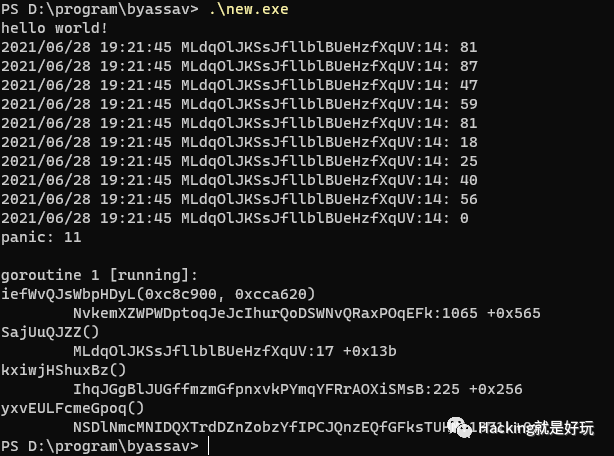 PS D:\program\byassav> .\new.exe
hello world!
2021/06/28 19:21:45 MLdqOlJKSsJfllblBUeHzfXqUV:14: 81
2021/06/28 19:21:45 MLdqOlJKSsJfllblBUeHzfXqUV:14: 87
2021/06/28 19:21:45 MLdqOlJKSsJfllblBUeHzfXqUV:14: 47
2021/06/28 19:21:45 MLdqOlJKSsJfllblBUeHzfXqUV:14: 59
2021/06/28 19:21:45 MLdqOlJKSsJfllblBUeHzfXqUV:14: 81
2021/06/28 19:21:45 MLdqOlJKSsJfllblBUeHzfXqUV:14: 18
2021/06/28 19:21:45 MLdqOlJKSsJfllblBUeHzfXqUV:14: 25
2021/06/28 19:21:45 MLdqOlJKSsJfllblBUeHzfXqUV:14: 40
2021/06/28 19:21:45 MLdqOlJKSsJfllblBUeHzfXqUV:14: 56
2021/06/28 19:21:45 MLdqOlJKSsJfllblBUeHzfXqUV:14: 0
panic: 11
goroutine 1 [running]:
iefWvQJsWbpHDyL(0xc8c900, 0xcca620)
NvkemXZWPWDptoqJeJcIhurQoDSWNvQRaxPOqEFk:1065 +0x565
SajUuQJZZ()
MLdqOlJKSsJfllblBUeHzfXqUV:17 +0x13b
kxiwjHShuxBz()
IhqJGgBlJUGffmzmGfpnxvkPYmqYFRrAOXiSMsB:225 +0x256
yxvEULFcmeGpoq()
Hacking就是好玩
PS D:\program\byassav>